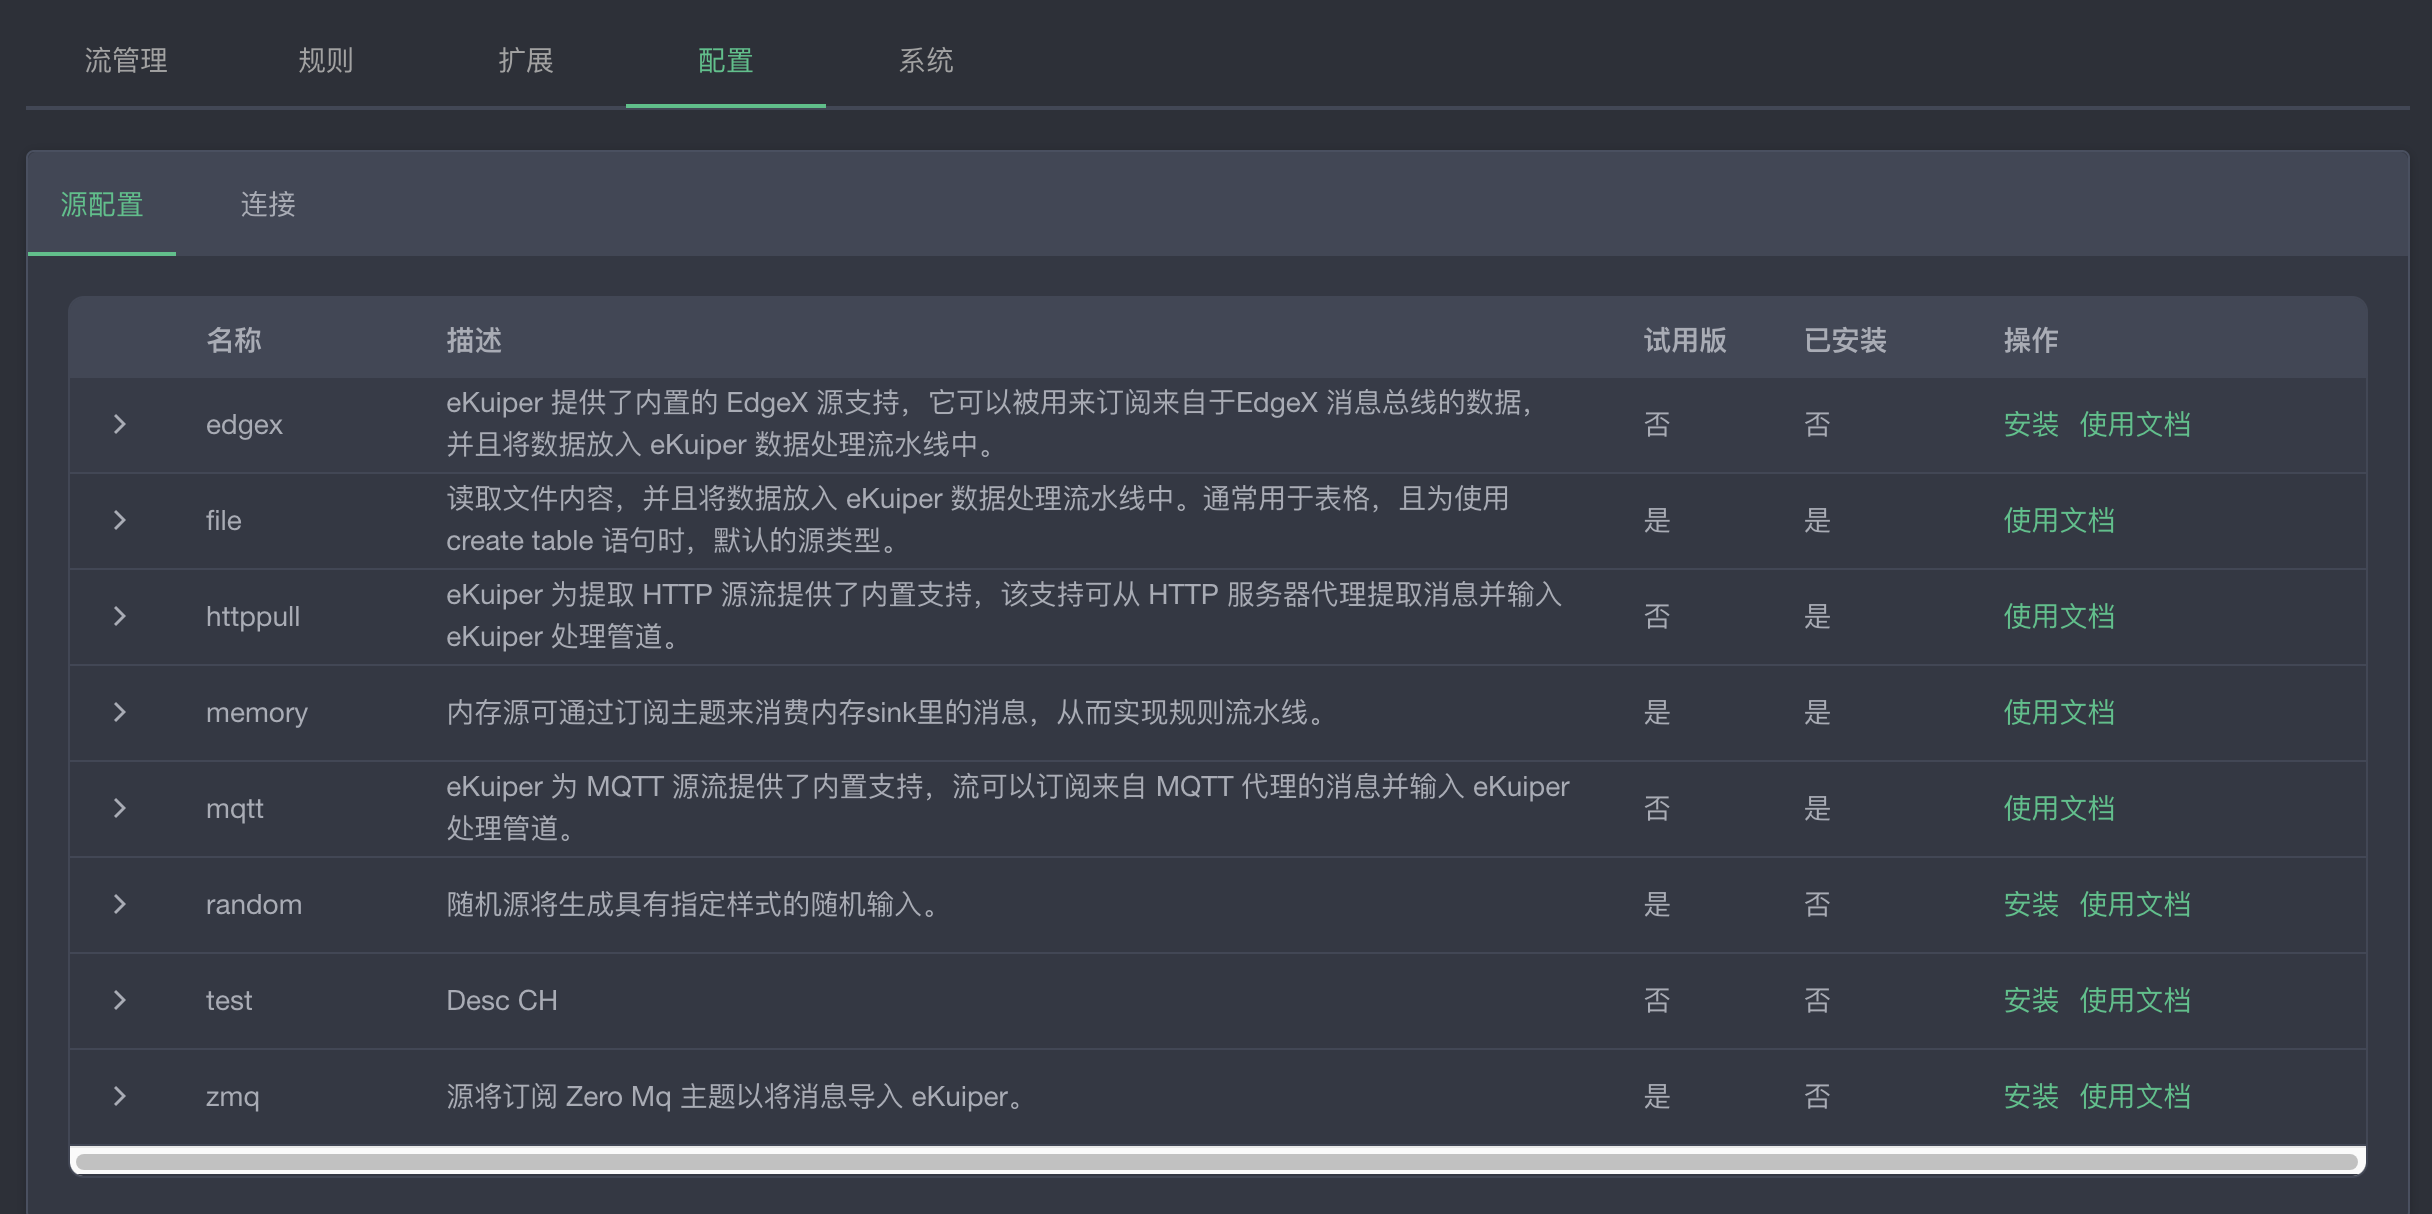 流管理 规则 扩展 配置 系统
源配置 连接
名称 描述 试用版 已安装 操作
edgex eKuiper 提供了内置的 EdgeX 源支持，它可以被用来订阅来自于EdgeX 消息总线的数据， 否 否 安装 使用文档
并且将数据放入 eKuiper 数据处理流水线中。
file 读取文件内容，并且将数据放入 eKuiper 数据处理流水线中。通常用于表格，且为使用 是 是 使用文档
create table 语句时，默认的源类型。
httppull eKuiper 为提取 HTTP 源流提供了内置支持，该支持可从 HTTP 服务器代理提取消息并输入 否 是 使用文档
eKuiper 处理管道。
memory 内存源可通过订阅主题来消费内存sink里的消息，从而实现规则流水线。 是 是 使用文档
mqtt eKuiper 为 MQTT 源流提供了内置支持，流可以订阅来自 MQTT 代理的消息并输入 eKuiper 否 是 使用文档
处理管道。
random 随机源将生成具有指定样式的随机输入。 是 否 安装 使用文档
test Desc CH 否 否 安装 使用文档
zmq 源将订阅 Zero Mq 主题以将消息导入 eKuiper。 是 否 安装 使用文档